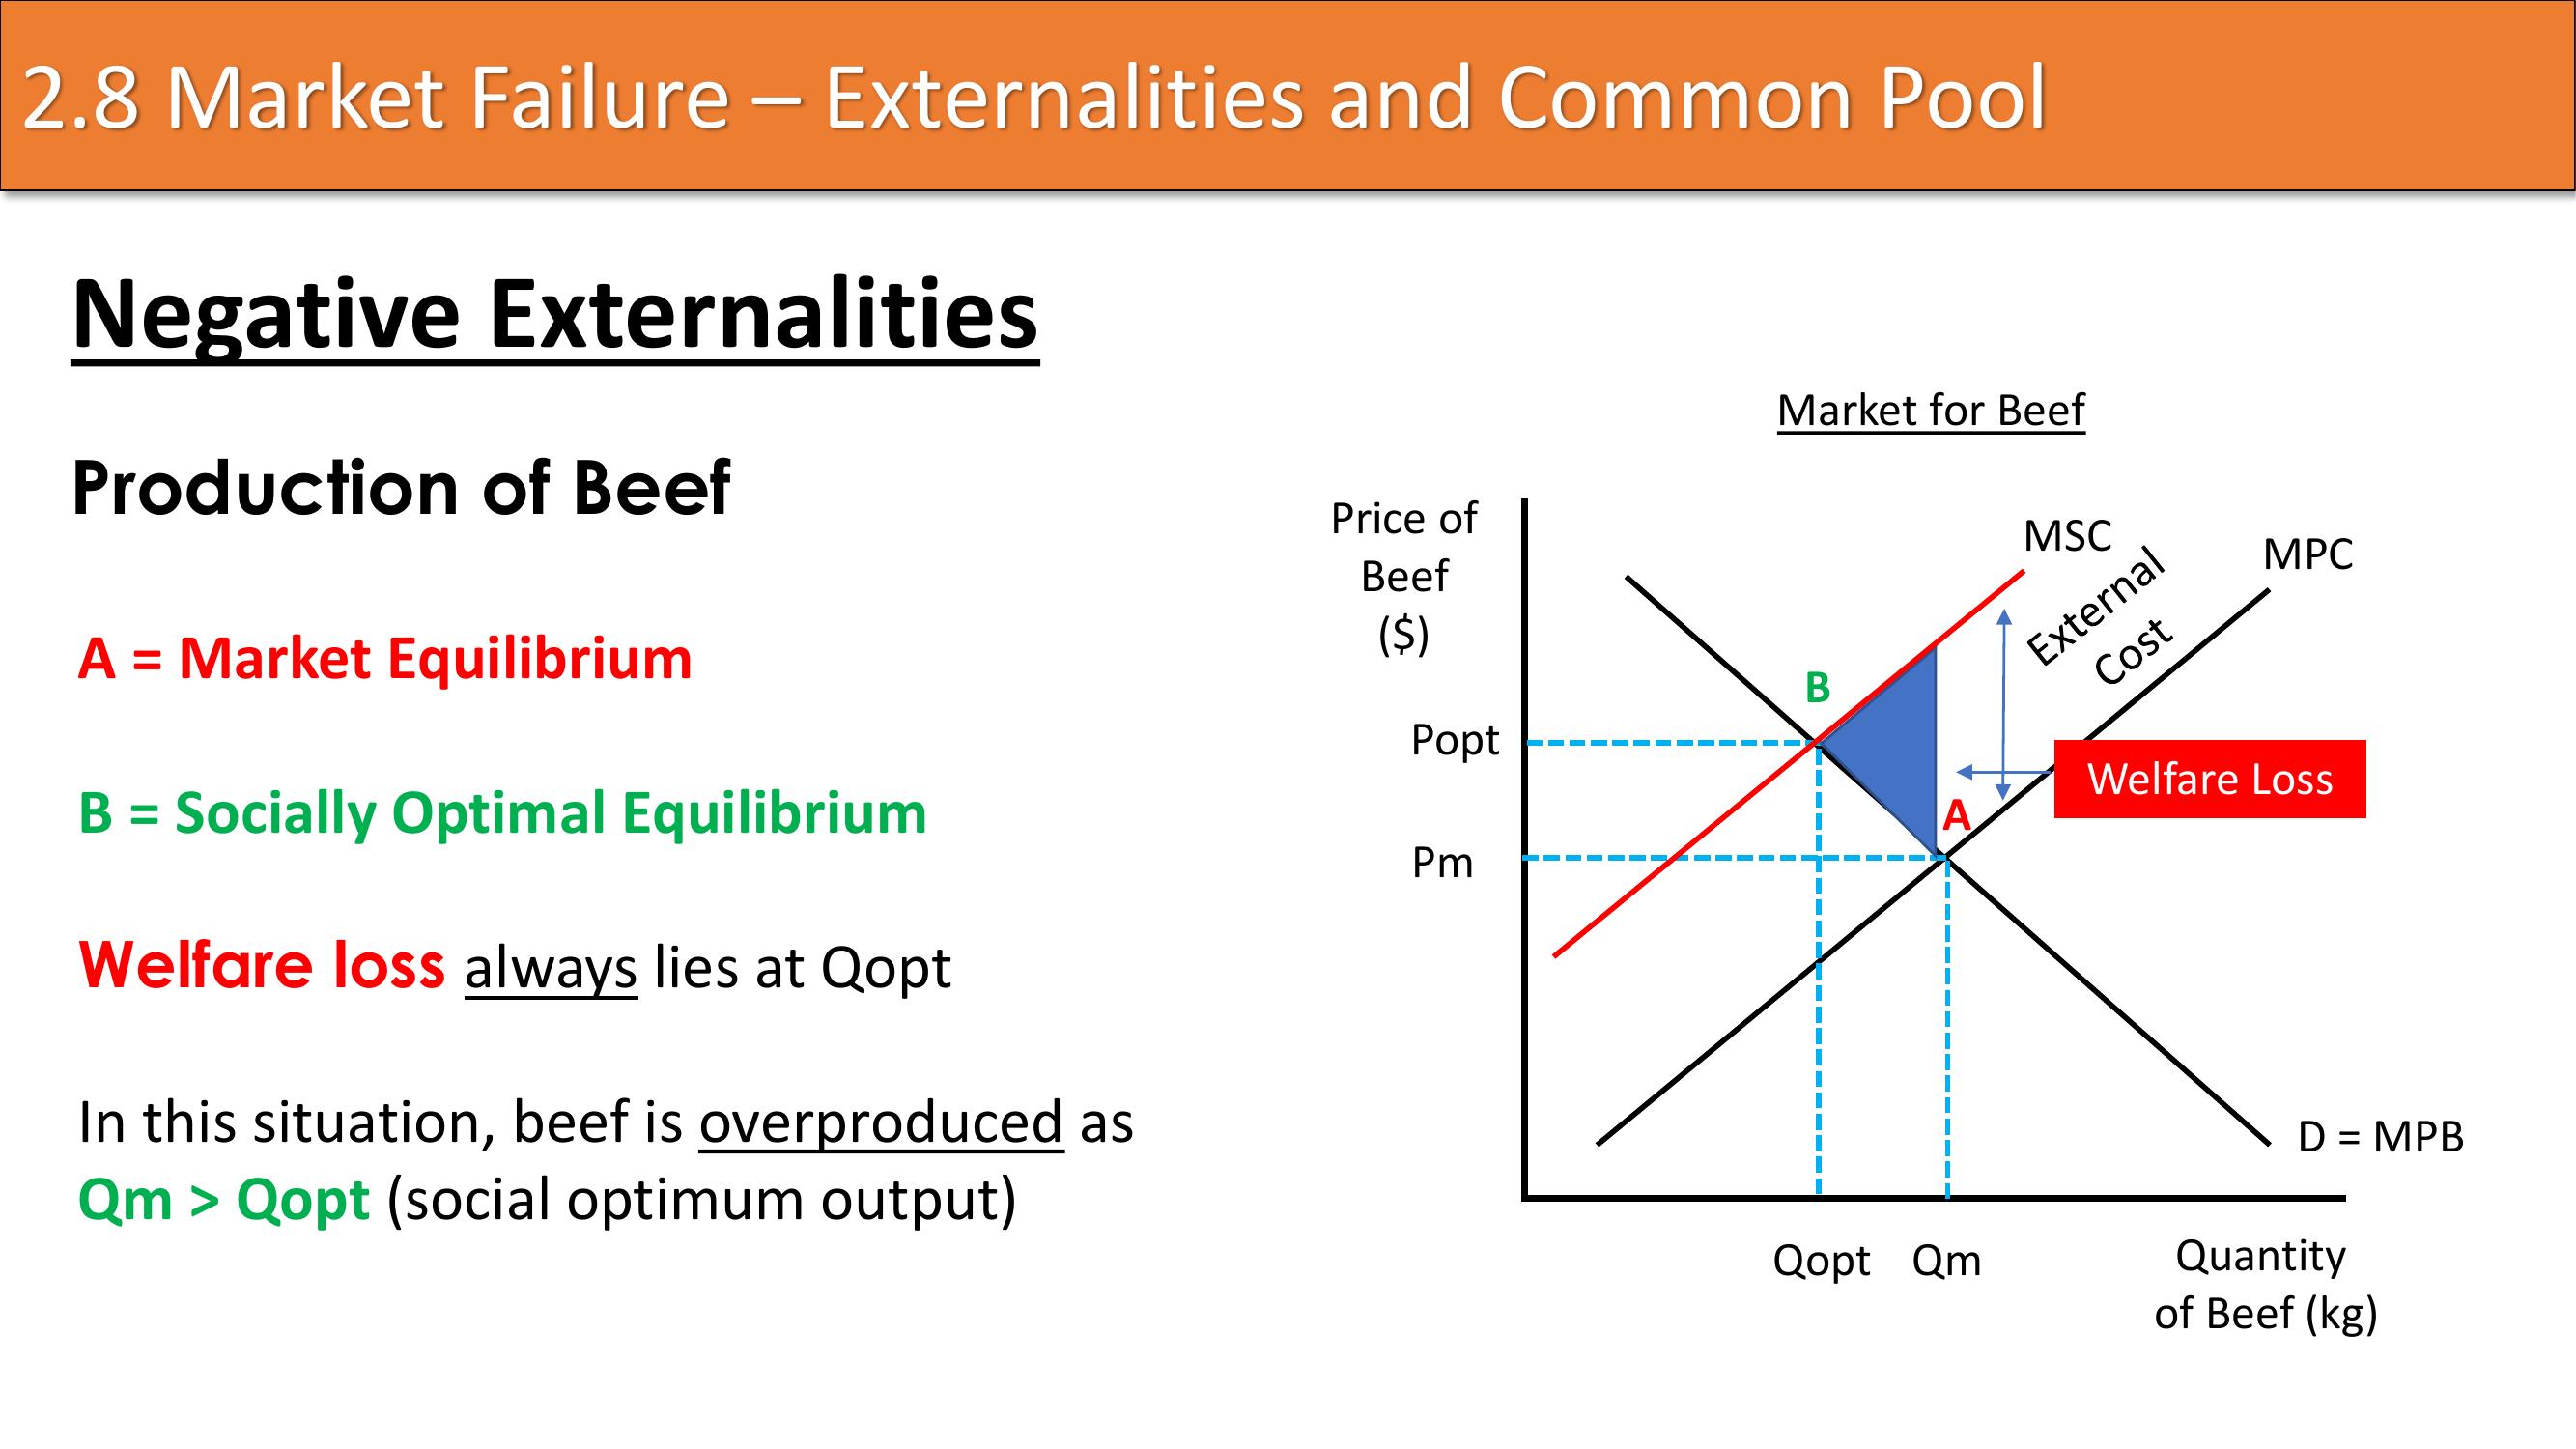 2.8 Market Failure – Externalities and Common Pool
Negative Externalities
Production of Beef
A = Market Equilibrium
B = Socially Optimal Equilibrium
Welfare loss always lies at Qopt
In this situation, beef is overproduced as
Qm > Qopt (social optimum output)
Market for Beef
Price of
Beef
($)
MSC
MPC
External
Cost
B
Popt
Welfare Loss
A
Pm
D = MPB
Qopt
Qm
Quantity
of Beef (kg)